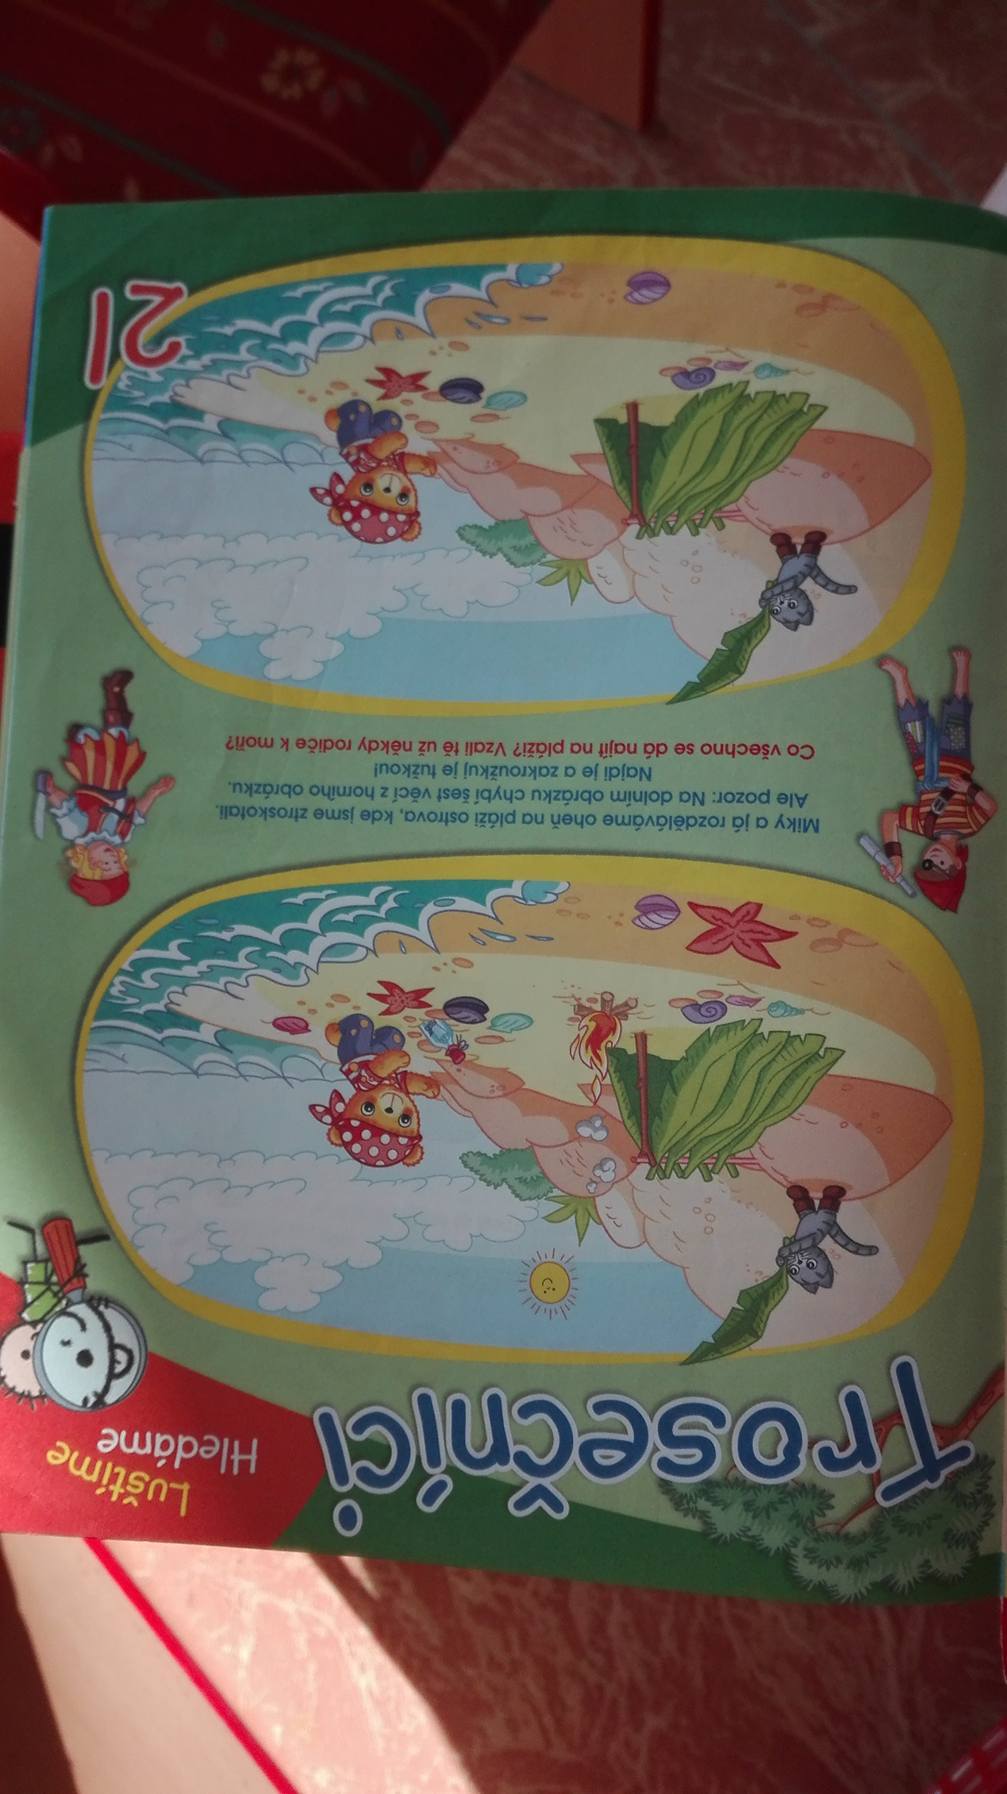 Trosečníci
Luštíme
Hledáme
Miky a já rozděláváme oheň na pláži ostrova, kde jsme ztroskotali.
Ale pozor: Na dolním obrázku chybí šest věcí z horního obrázku.
Najdi je a zakroužkuj je tužkou!
Co všechno se dá najít na pláži? Vzali tě už někdy rodiče k moři?
21